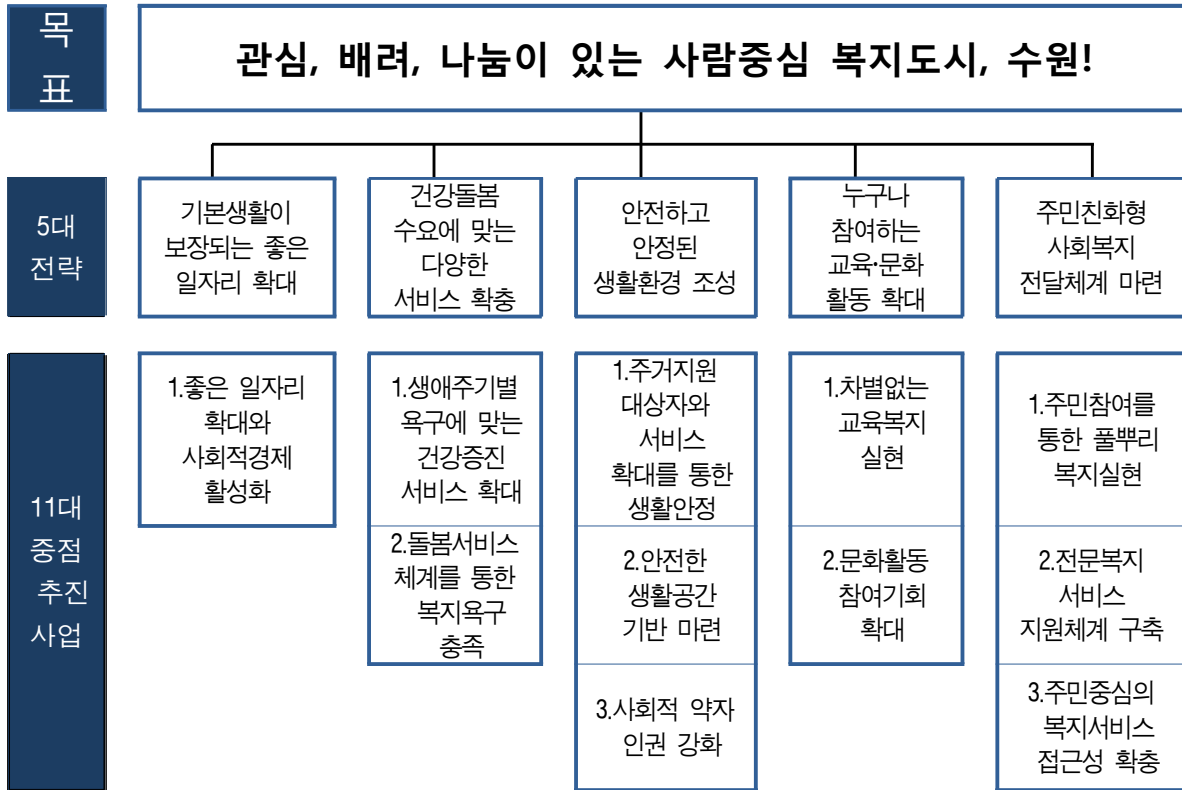 목
표
관심, 배려, 나눔이 있는 사람중심 복지도시, 수원!
5대
전략
기본생활이
보장되는 좋은
일자리 확대
건강돌봄
수요에 맞는
다양한
서비스 확충
안전하고
안정된
생활환경 조성
누구나
참여하는
교육·문화
활동 확대
주민친화형
사회복지
전달체계 마련
11대
중점
추진
사업
1.좋은 일자리
확대와
사회적경제
활성화
1.생애주기별
욕구에 맞는
건강증진
서비스 확대
2.돌봄서비스
체계를 통한
복지욕구
충족
1.주거지원
대상자와
서비스
확대를 통한
생활안정
2.안전한
생활공간
기반 마련
3.사회적 약자
인권 강화
1.차별없는
교육복지
실현
2.문화활동
참여기회
확대
1.주민참여를
통한 풀뿌리
복지실현
2.전문복지
서비스
지원체계 구축
3.주민중심의
복지서비스
접근성 확충